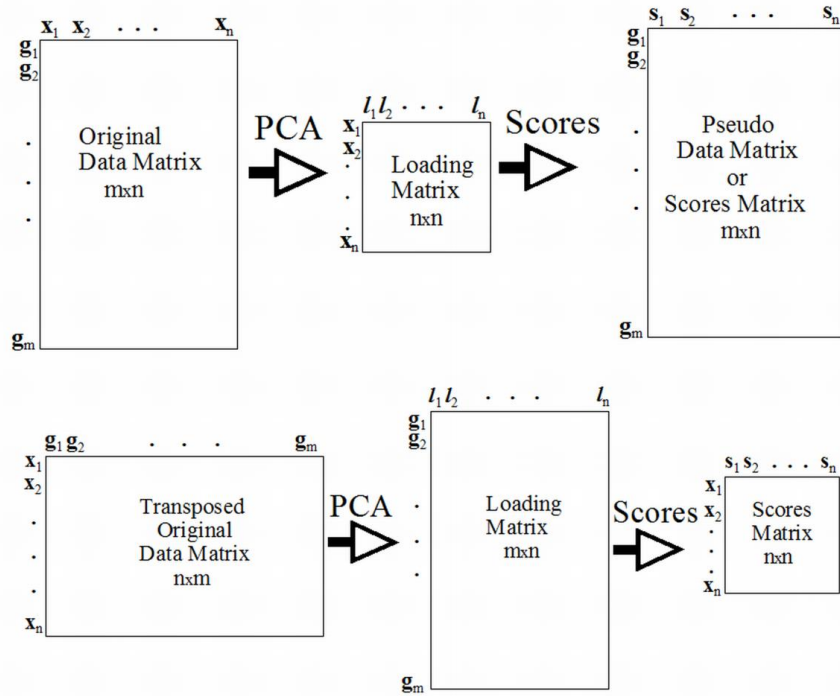 x1 x2 . . . xn
g1
g2
.
.
.
gm
Original
Data Matrix
mxn
PCA
l1 l2 . . . ln
x1
x2
.
.
.
xn
Loading
Matrix
nxn
Scores
s1 s2 . . . sn
g1
g2
.
.
.
gm
Pseudo
Data Matrix
or
Scores Matrix
mxn
g1 g2 . . . gm
x1
x2
.
.
.
xn
Transposed
Original
Data Matrix
nxm
PCA
l1 l2 . . . ln
g1
g2
.
.
.
gm
Loading
Matrix
mxn
Scores
s1 s2 . . . sn
x1
x2
.
.
.
xn
Scores
Matrix
nxn